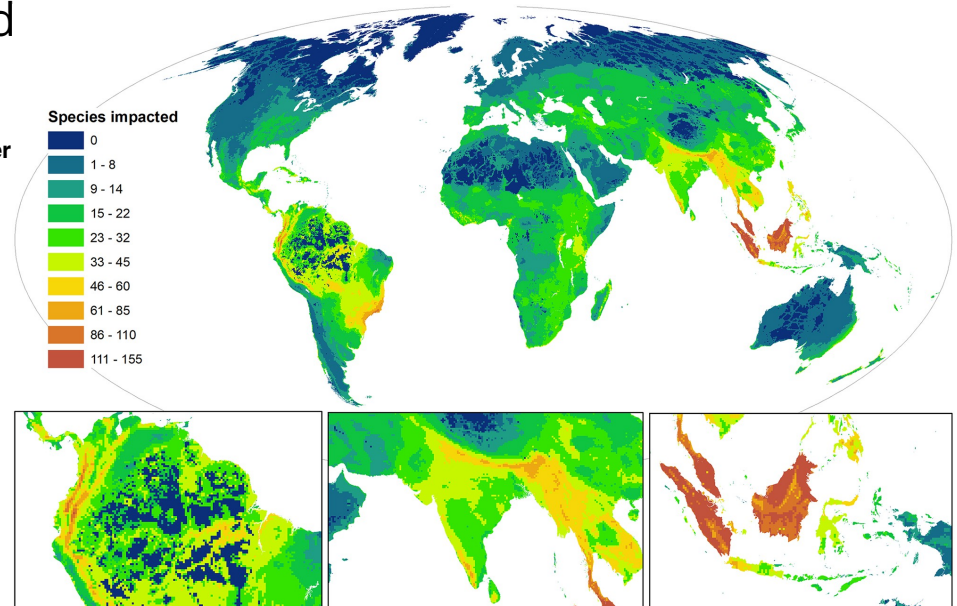 d
er
Species impacted
0
1 - 8
9 - 14
15 - 22
23 - 32
33 - 45
46 - 60
61 - 85
86 - 110
111 - 155